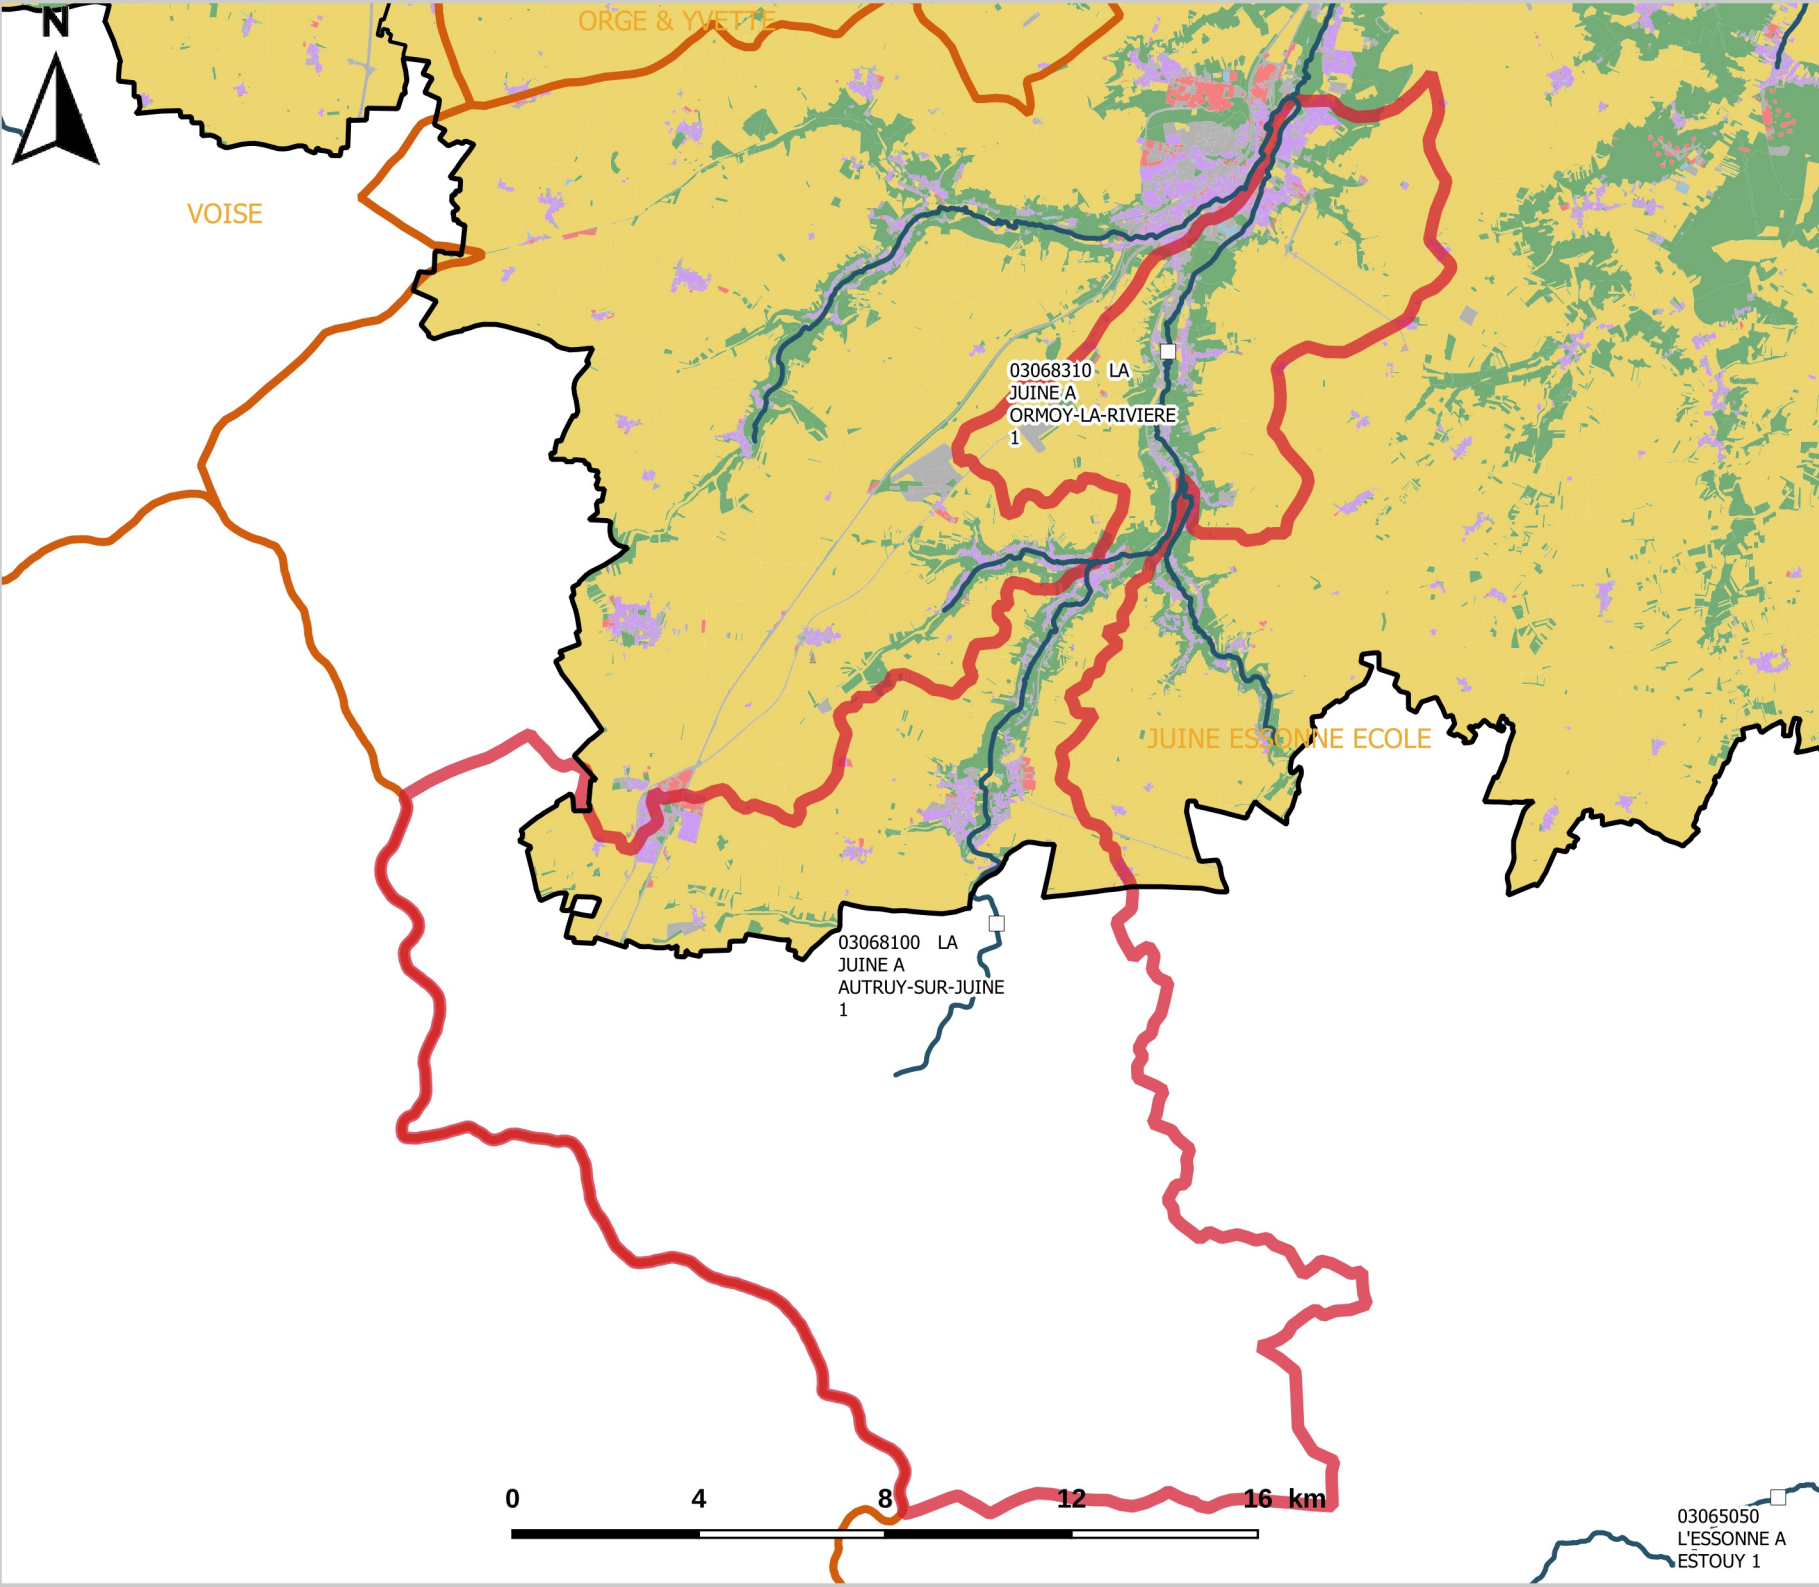 N
ORGE & YVETTE
VOISE
03068310 LA
JUINE A
ORMOY-LA-RIVIERE
1
JUINE ESSONNE ECOLE
03068100 LA
JUINE A
AUTRUY-SUR-JUINE
1
0 4 8 12 16 km
03065050
L'ESSONNE A
ESTOUY 1